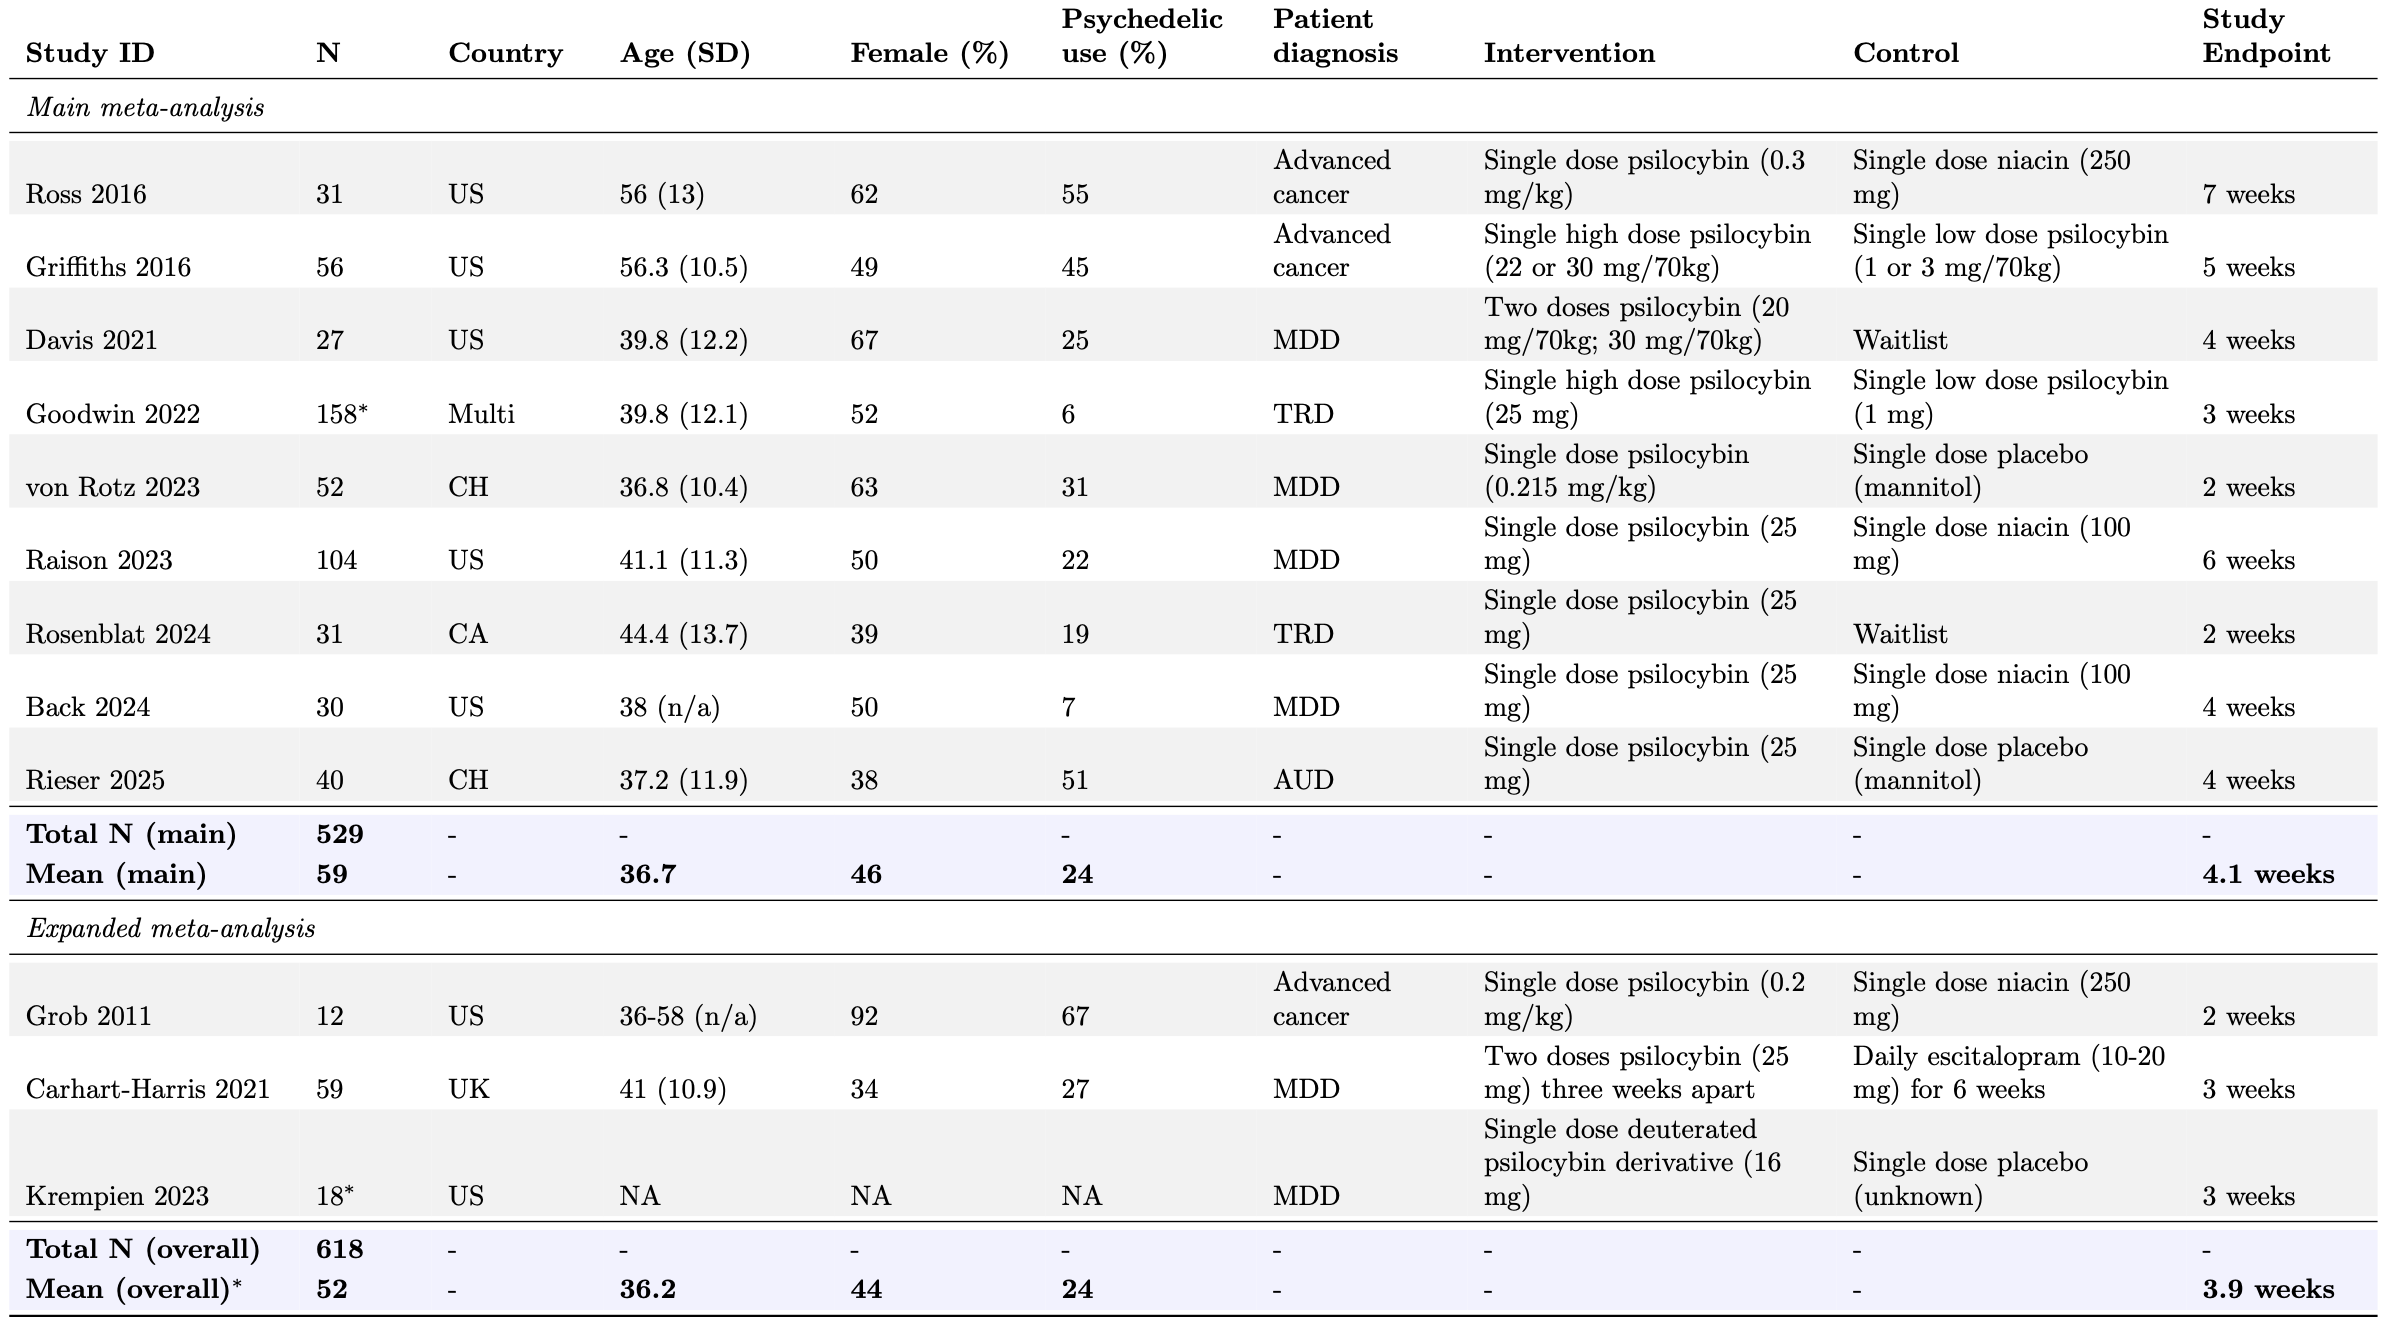 Study ID N Country Age (SD) Female (%) Psychedelic use (%) Patient diagnosis Intervention Control Study Endpoint
Main meta-analysis
Ross 2016 31 US 56 (13) 62 55 Advanced cancer Single dose psilocybin (0.3 mg/kg) Single dose niacin (250 mg) 7 weeks
Griffiths 2016 56 US 56.3 (10.5) 49 45 Advanced cancer Single high dose psilocybin (22 or 30 mg/70kg) Single low dose psilocybin (1 or 3 mg/70kg) 5 weeks
Davis 2021 27 US 39.8 (12.2) 67 25 MDD Two doses psilocybin (20 mg/70kg; 30 mg/70kg) Waitlist 4 weeks
Goodwin 2022 158* Multi 39.8 (12.1) 52 6 TRD Single high dose psilocybin (25 mg) Single low dose psilocybin (1 mg) 3 weeks
von Rotz 2023 52 CH 36.8 (10.4) 63 31 MDD Single dose psilocybin (0.215 mg/kg) Single dose placebo (mannitol) 2 weeks
Raison 2023 104 US 41.1 (11.3) 50 22 MDD Single dose psilocybin (25 mg) Single dose niacin (100 mg) 6 weeks
Rosenblat 2024 31 CA 44.4 (13.7) 39 19 TRD Single dose psilocybin (25 mg) Waitlist 2 weeks
Back 2024 30 US 38 (n/a) 50 7 MDD Single dose psilocybin (25 mg) Single dose niacin (100 mg) 4 weeks
Rieser 2025 40 CH 37.2 (11.9) 38 51 AUD Single dose psilocybin (25 mg) Single dose placebo (mannitol) 4 weeks
Total N (main) 529 - - - - - - -
Mean (main) 59 - 36.7 46 24 - - - 4.1 weeks
Expanded meta-analysis
Grob 2011 12 US 36-58 (n/a) 92 67 Advanced cancer Single dose psilocybin (0.2 mg/kg) Single dose niacin (250 mg) 2 weeks
Carhart-Harris 2021 59 UK 41 (10.9) 34 27 MDD Two doses psilocybin (25 mg) three weeks apart Daily escitalopram (10-20 mg) for 6 weeks 3 weeks
Krempien 2023 18* US NA NA NA MDD Single dose deuterated psilocybin derivative (16 mg) Single dose placebo (unknown) 3 weeks
Total N (overall) 618 - - - - - - - -
Mean (overall)* 52 - 36.2 44 24 - - - 3.9 weeks